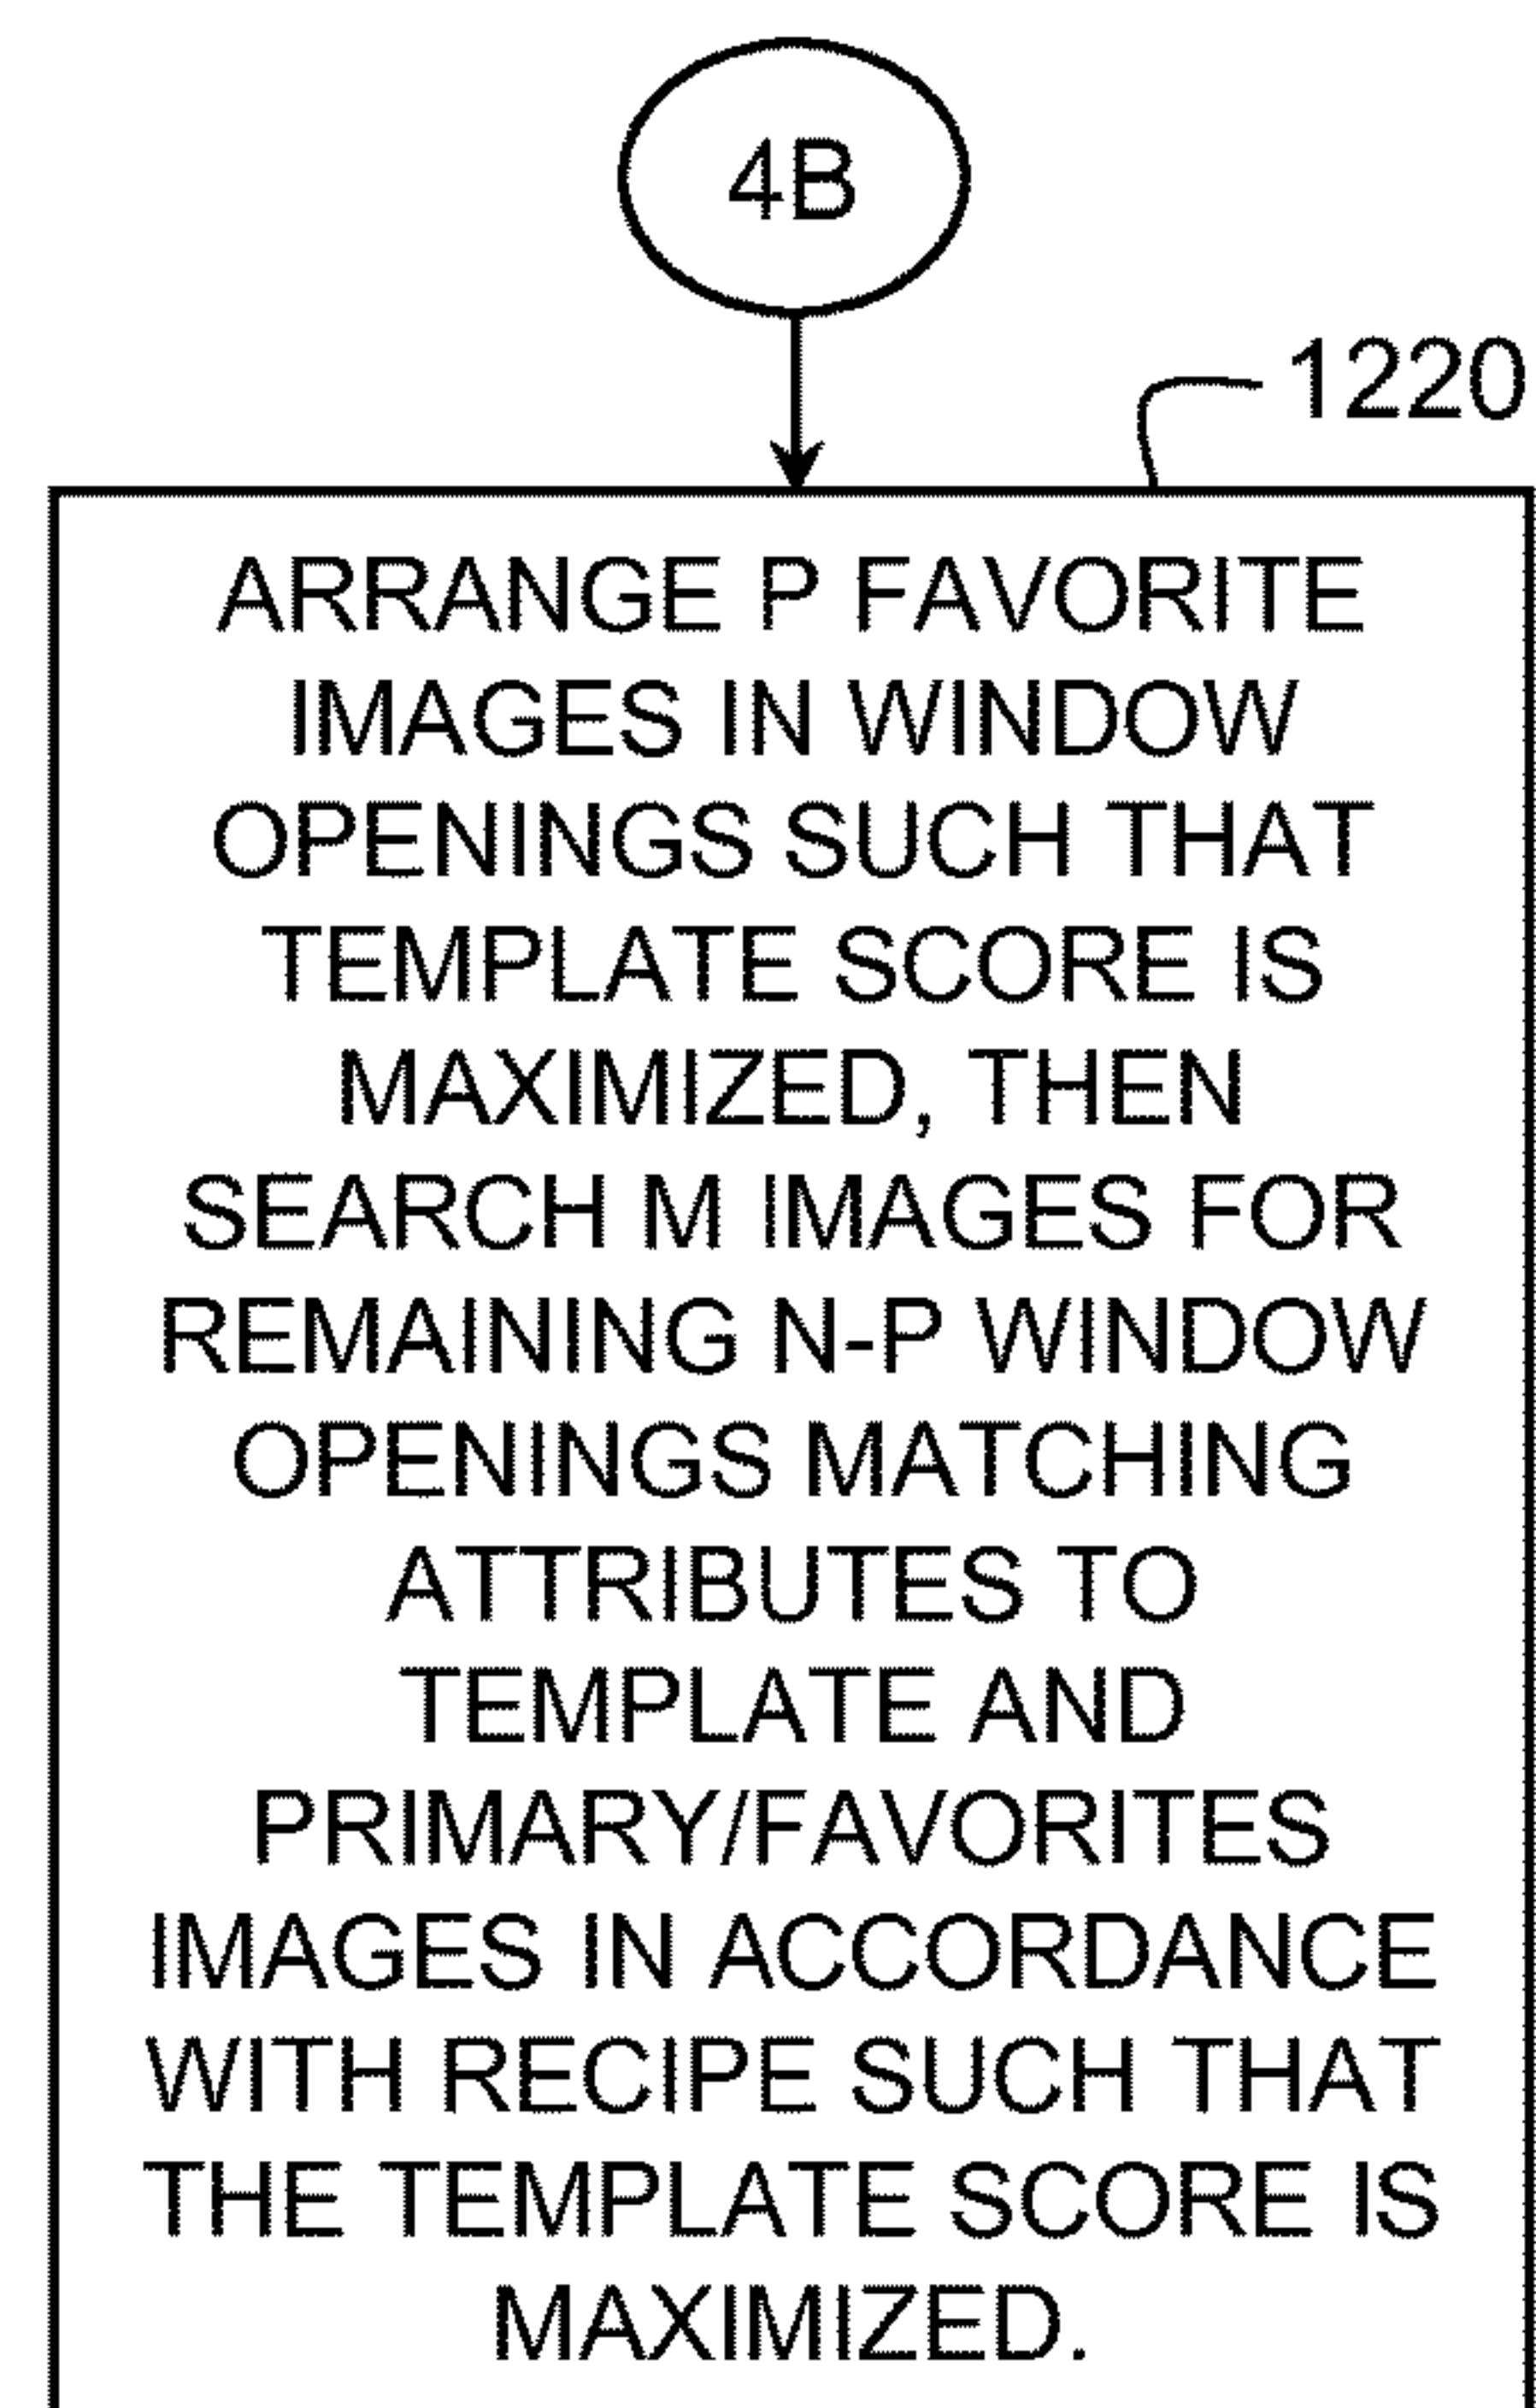 4B
1220
ARRANGE P FAVORITE
IMAGES IN WINDOW
OPENINGS SUCH THAT
TEMPLATE SCORE IS
MAXIMIZED, THEN
SEARCH M IMAGES FOR
REMAINING N-P WINDOW
OPENINGS MATCHING
ATTRIBUTES TO
TEMPLATE AND
PRIMARY/FAVORITES
IMAGES IN ACCORDANCE
WITH RECIPE SUCH THAT
THE TEMPLATE SCORE IS
MAXIMIZED.